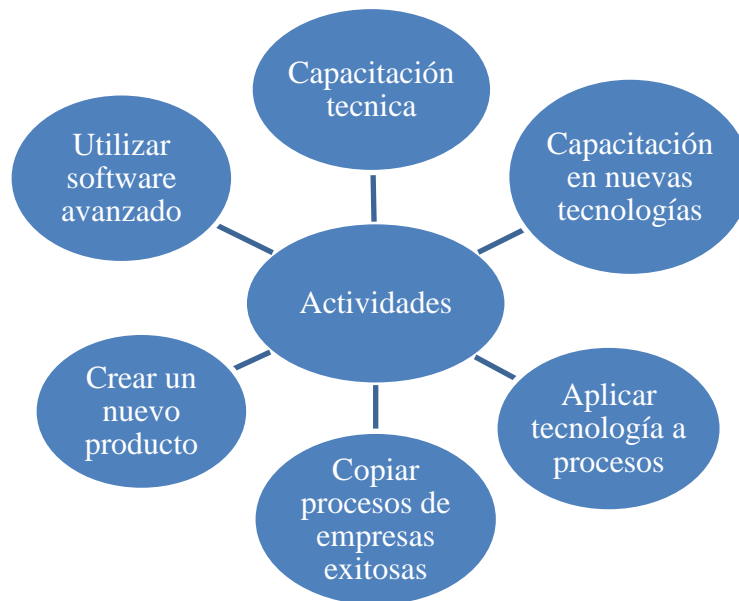 Capacitación
tecnica
Utilizar
software
avanzado
Capacitación
en nuevas
tecnologías
Actividades
Crear un
nuevo
producto
Aplicar
tecnología a
procesos
Copiar
procesos de
empresas
exitosas